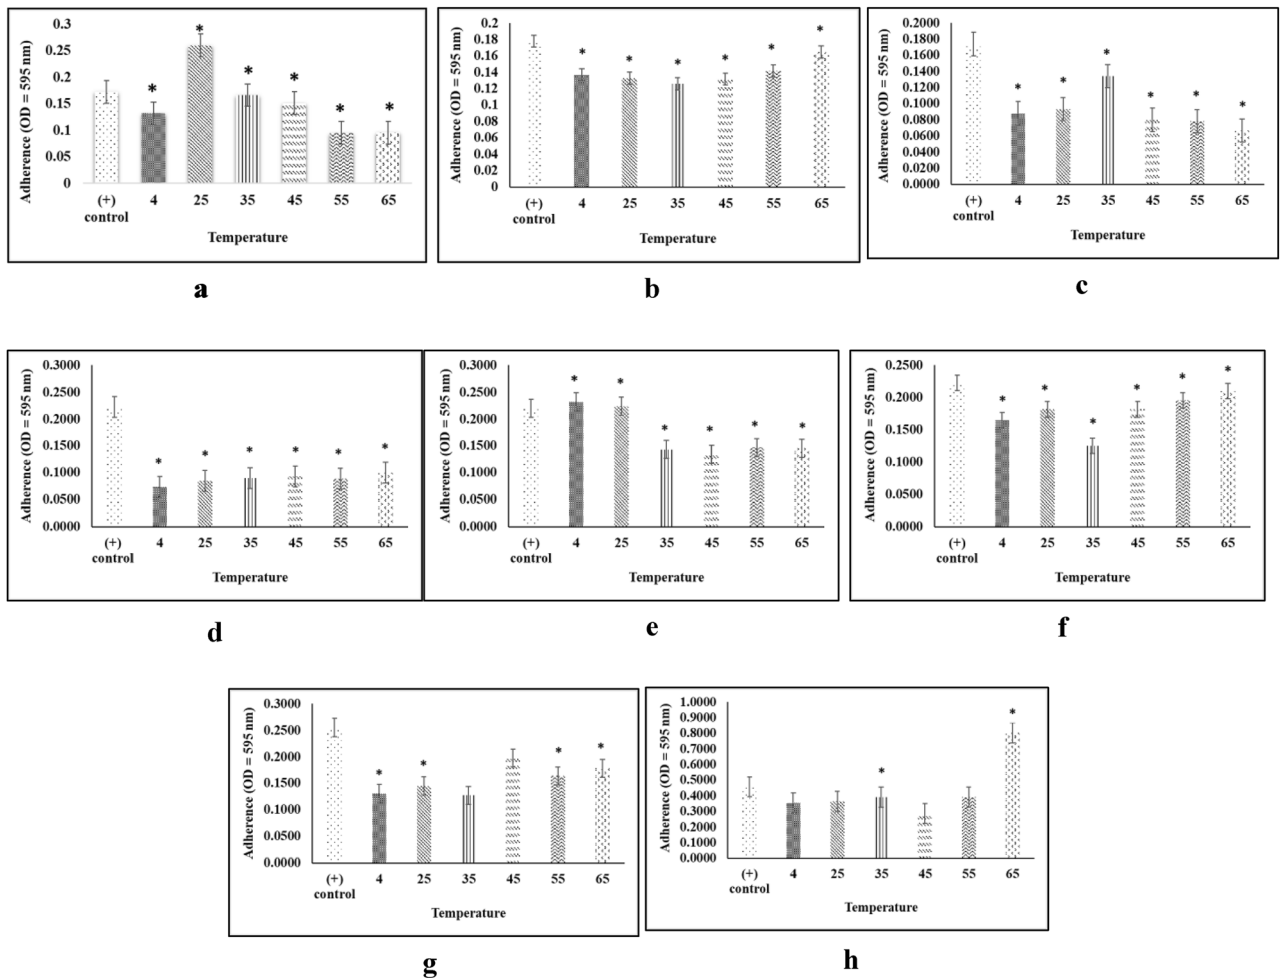 Adherence (OD = 595 nm)
0.3
0.25
0.2
0.15
0.1
0.05
0
* * * * * *
(+) control 4 25 35 45 55 65
Temperature
a
Adherence (OD = 595 nm)
0.2
0.18
0.16
0.14
0.12
0.1
0.08
0.06
0.04
0.02
0
* * * * * *
(+) control 4 25 35 45 55 65
Temperature
b
Adherence (OD = 595 nm)
0.2000
0.1800
0.1600
0.1400
0.1200
0.1000
0.0800
0.0600
0.0400
0.0200
0.0000
* * * * * *
(+) control 4 25 35 45 55 65
Temperature
c
Adherence (OD = 595 nm)
0.3000
0.2500
0.2000
0.1500
0.1000
0.0500
0.0000
* * * * * *
(+) control 4 25 35 45 55 65
Temperature
d
Adherence (OD = 595 nm)
0.3000
0.2500
0.2000
0.1500
0.1000
0.0500
0.0000
* * * * * *
(+) control 4 25 35 45 55 65
Temperature
e
Adherence (OD = 595 nm)
0.2500
0.2000
0.1500
0.1000
0.0500
0.0000
* * * * * *
(+) control 4 25 35 45 55 65
Temperature
f
Adherence (OD = 595 nm)
0.3000
0.2500
0.2000
0.1500
0.1000
0.0500
0.0000
* * * *
(+) control 4 25 35 45 55 65
Temperature
g
Adherence (OD = 595 nm)
1.0000
0.9000
0.8000
0.7000
0.6000
0.5000
0.4000
0.3000
0.2000
0.1000
0.0000
* *
(+) control 4 25 35 45 55 65
Temperature
h